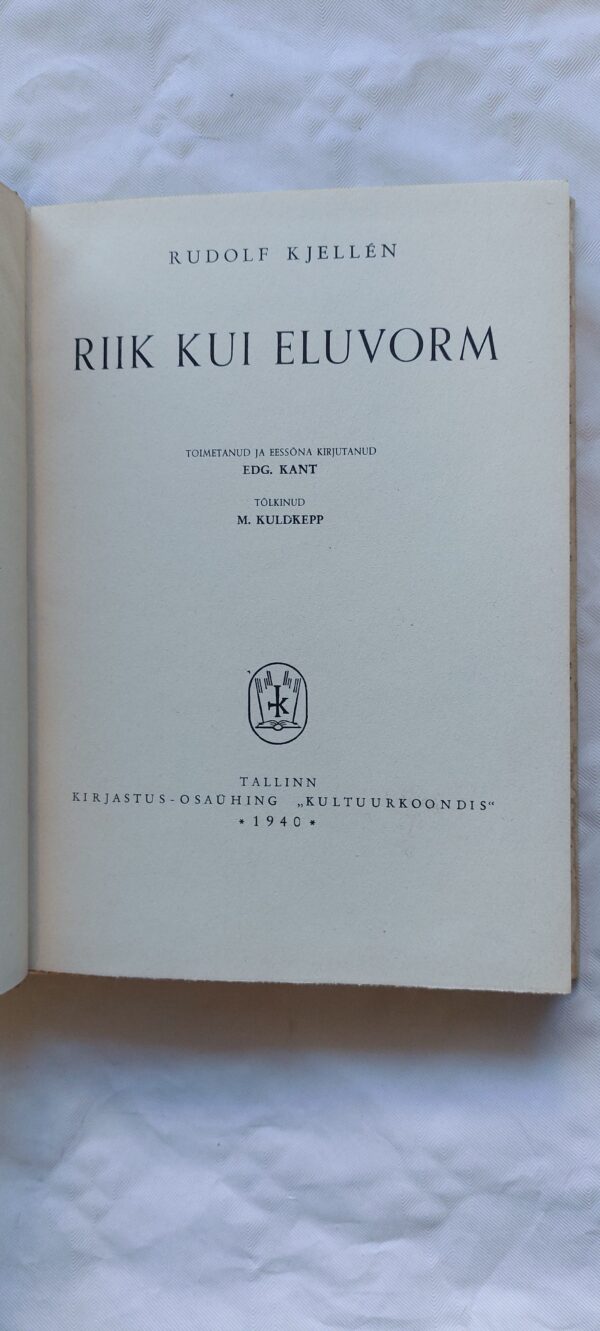 RUDOLF KJELLÉN
RIIK KUI ELUVORM
TOIMETANUD JA EESSÕNA KIRJUTANUD
EDG. KANT
TÕLKINUD
M. KULDKEPP
K
TALLINN
KIRJASTUS-OSAÜHING „KULTUURKOONDIS“
* 1940 *